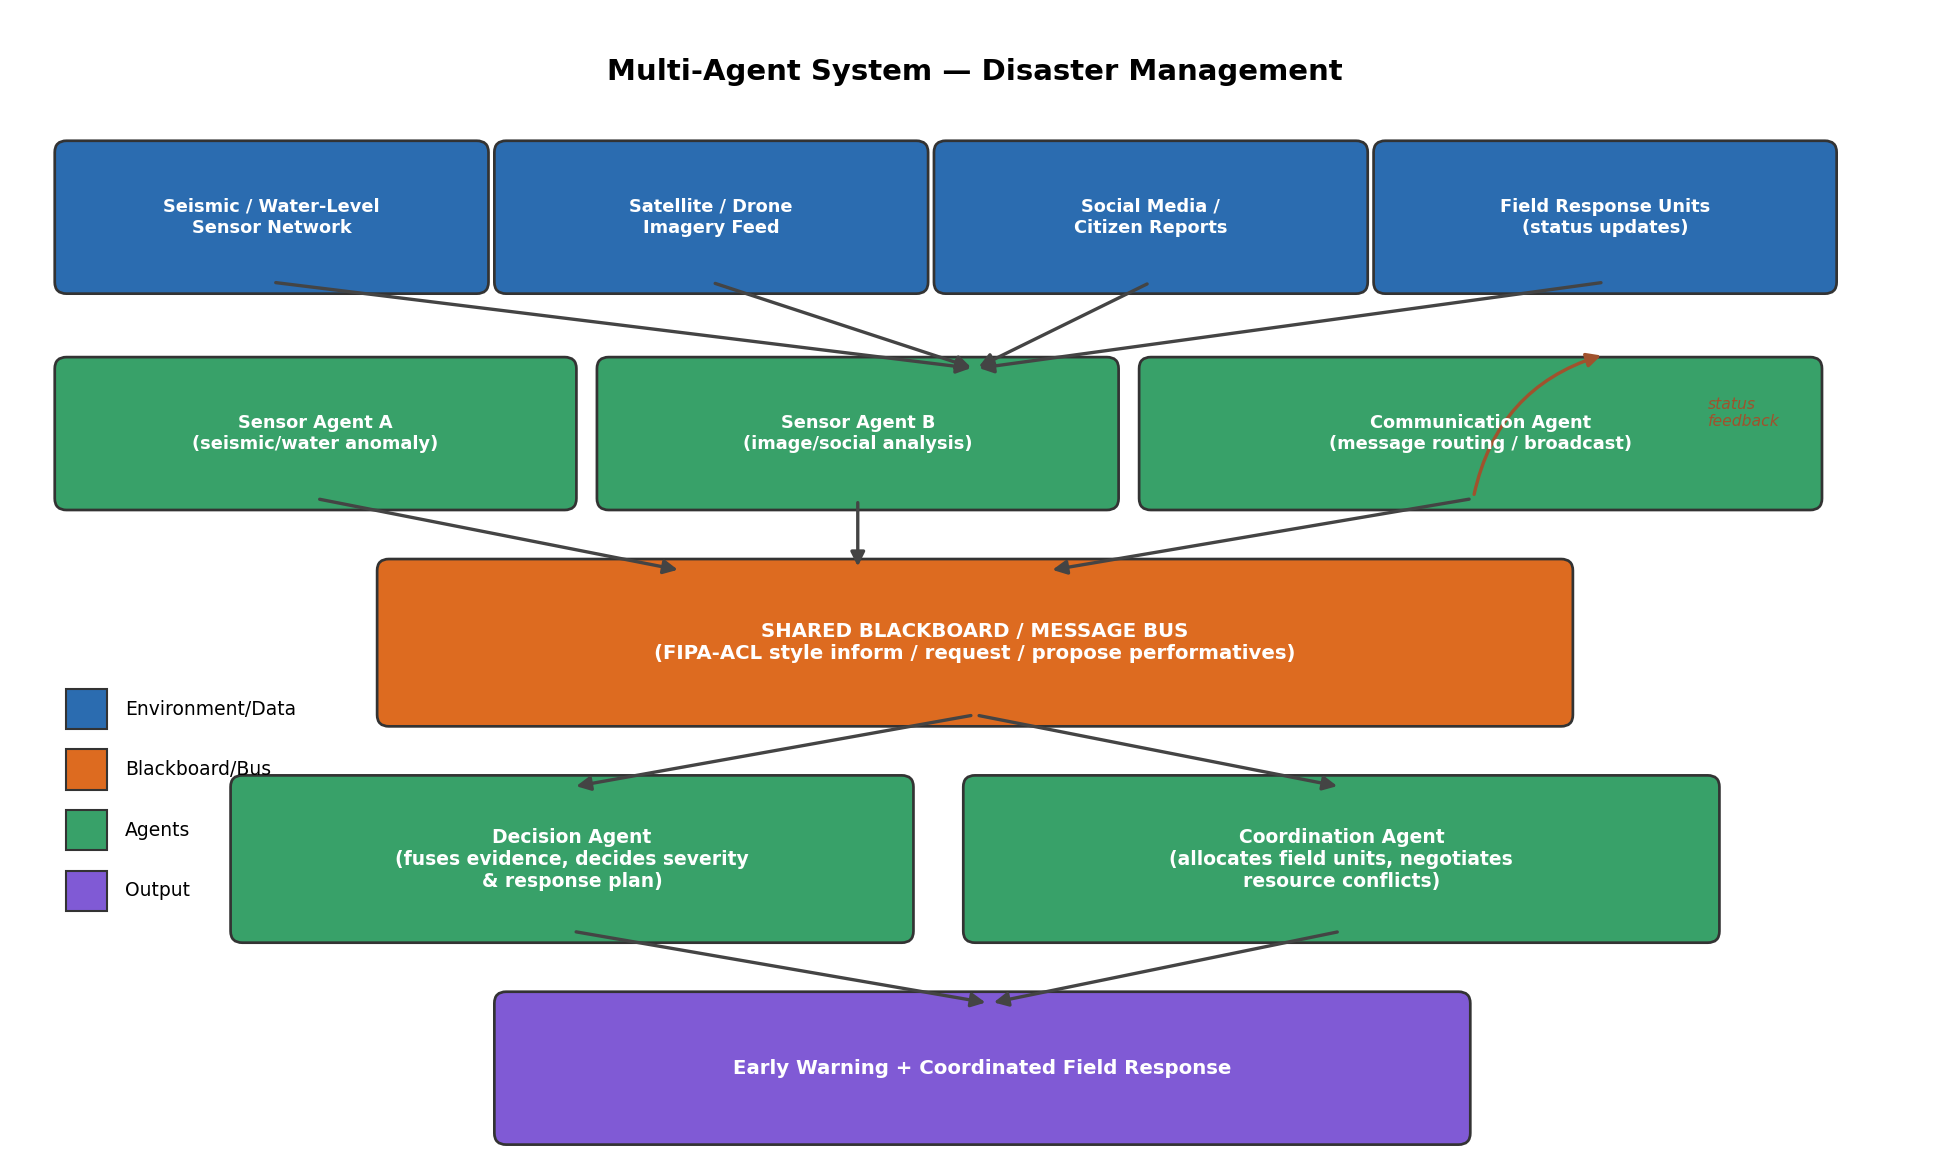 Multi-Agent System — Disaster Management
Seismic / Water-Level
Sensor Network
Satellite / Drone
Imagery Feed
Social Media /
Citizen Reports
Field Response Units
(status updates)
Sensor Agent A
(seismic/water anomaly)
Sensor Agent B
(image/social analysis)
Communication Agent
(message routing / broadcast)
status
feedback
SHARED BLACKBOARD / MESSAGE BUS
(FIPA-ACL style inform / request / propose performatives)
Environment/Data
Blackboard/Bus
Agents
Output
Decision Agent
(fuses evidence, decides severity
& response plan)
Coordination Agent
(allocates field units, negotiates
resource conflicts)
Early Warning + Coordinated Field Response